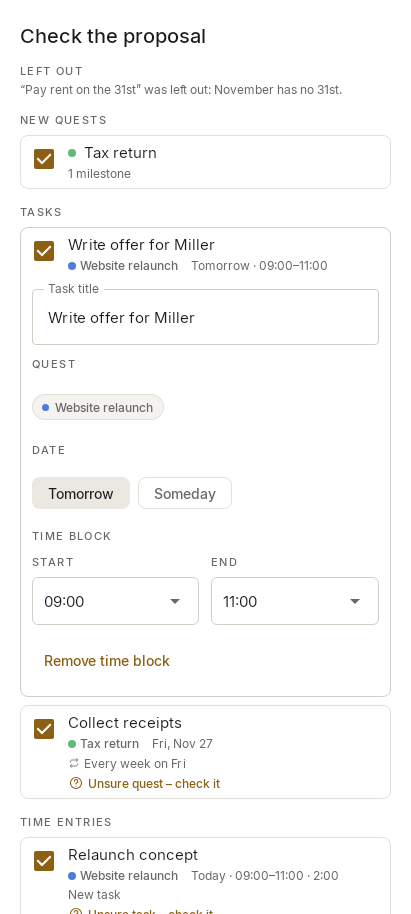 Check the proposal
LEFT OUT
“Pay rent on the 31st” was left out: November has no 31st.
NEW QUESTS
Tax return
1 milestone
TASKS
Write offer for Miller
Website relaunch Tomorrow · 09:00–11:00
Task title
Write offer for Miller
QUEST
Website relaunch
DATE
Tomorrow Someday
TIME BLOCK
START END
09:00 11:00
Remove time block
Collect receipts
Tax return Fri, Nov 27
Every week on Fri
Unsure quest – check it
TIME ENTRIES
Relaunch concept
Website relaunch Today · 09:00–11:00 · 2:00
New task
Unsure task – check it